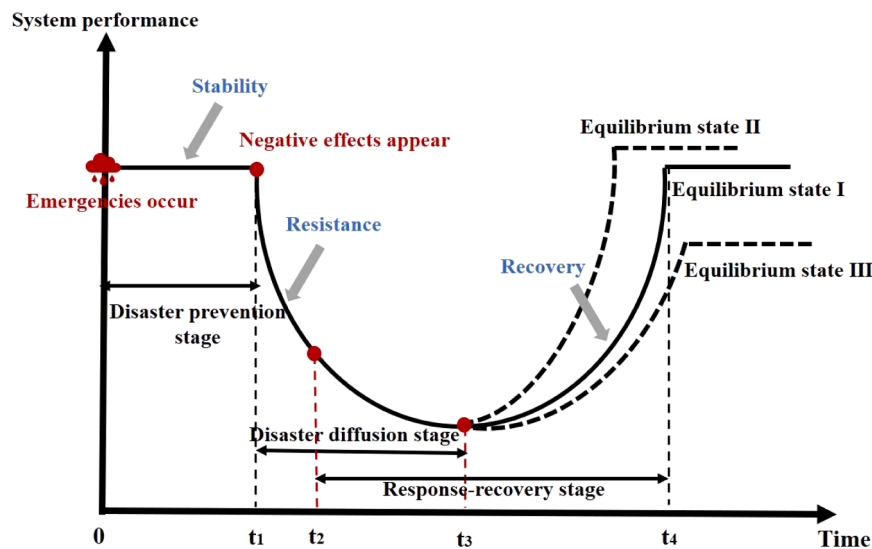 System performance
Stability
Negative effects appear
Emergencies occur
Equilibrium state II
Equilibrium state I
Resistance
Recovery
Equilibrium state III
Disaster prevention
stage
Disaster diffusion stage
Response-recovery stage
0
t1
t2
t3
t4
Time